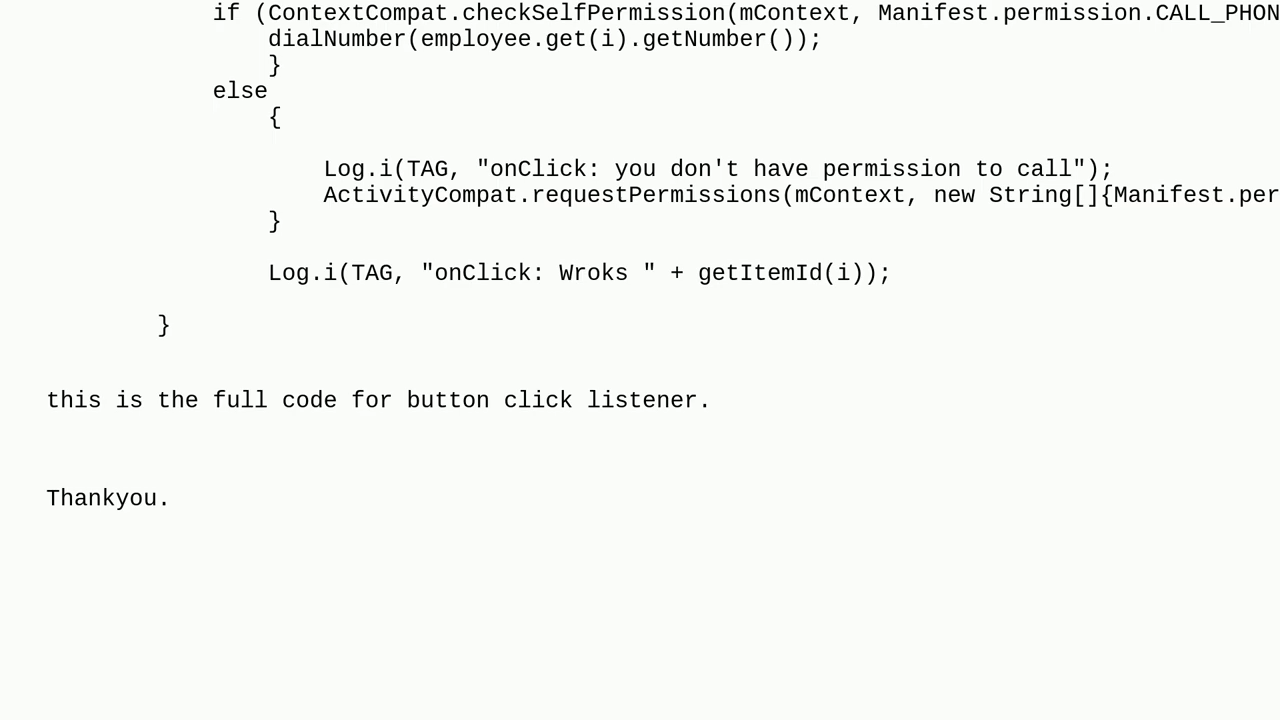 if (ContextCompat.checkSelfPermission(mContext, Manifest.permission.CALL_PHON
dialNumber(employee.get(i).getNumber());
}
else
{
Log.i(TAG, "onClick: you don't have permission to call");
ActivityCompat.requestPermissions(mContext, new String[]{Manifest.per
}
Log.i(TAG, "onClick: Wroks " + getItemId(i));
}
this is the full code for button click listener.
Thankyou.